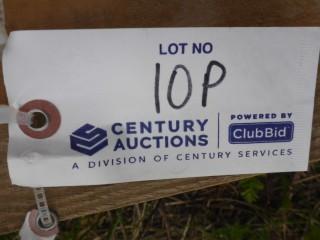 LOT NO
10P
CENTURY
AUCTIONS
POWERED BY
ClubBid
A DIVISION OF CENTURY SERVICES